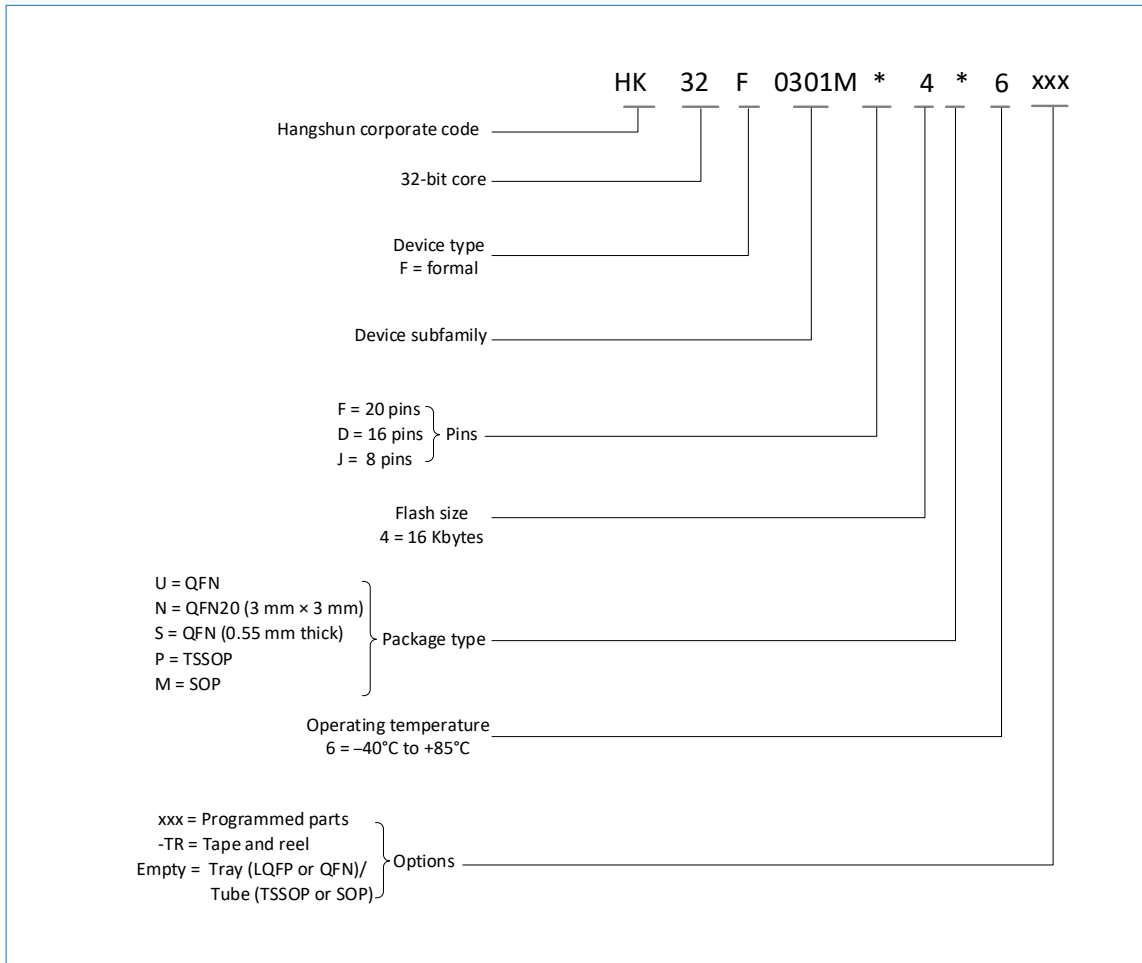 HK 32 F 0301M * 4 * 6 xxx
Hangshun corporate code
32-bit core
Device type
F = formal
Device subfamily
F = 20 pins
D = 16 pins
J = 8 pins
Pins
Flash size
4 = 16 Kbytes
U = QFN
N = QFN20 (3 mm × 3 mm)
S = QFN (0.55 mm thick)
P = TSSOP
M = SOP
Package type
Operating temperature
6 = –40°C to +85°C
xxx = Programmed parts
-TR = Tape and reel
Empty = Tray (LQFP or QFN)/
Tube (TSSOP or SOP)
Options